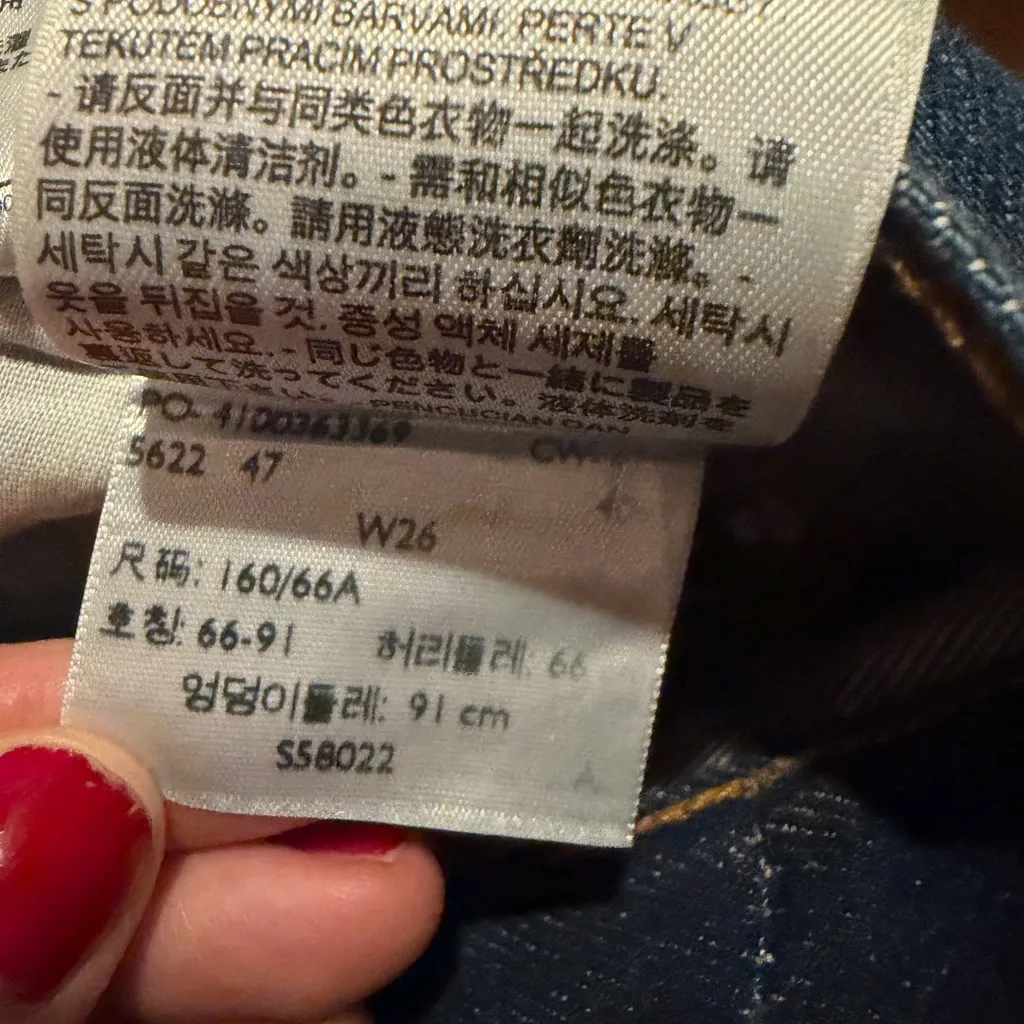 S PODOBNÝMI BARVAMI. PERTE V
TEKUTÉM PRACÍM PROSTŘEDKU.
- 请反面并与同类色衣物一起洗涤。请
使用液体清洁剂。- 需和相似色衣物一
同反面洗滌。請用液態洗衣劑洗滌。-
세탁시 같은 색상끼리 하십시요. 세탁시
옷을 뒤집을 것. 중성 액체 세제를
사용하세요. - 同じ色物と一緒に製品を
裏返して洗ってください。液体洗剤を
PO- 4100363369
5622 47
W26
尺码: 160/66A
호칭: 66-91 허리둘레: 66
엉덩이둘레: 91 cm
S58022
A